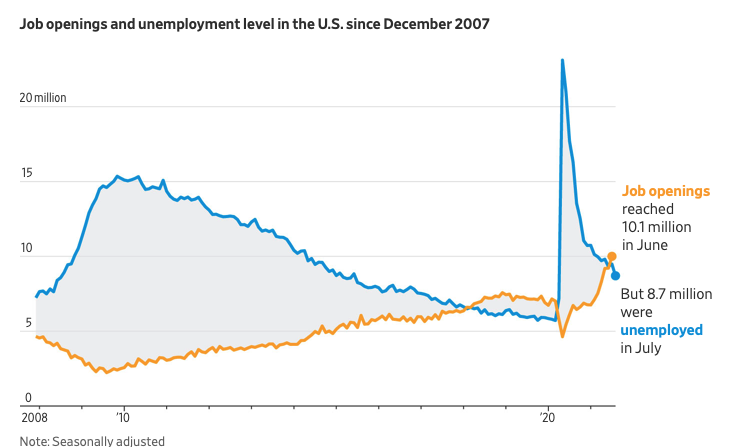 Job openings and unemployment level in the U.S. since December 2007
20 million
15
10
5
0
2008
'10
'20
Job openings
reached
10.1 million
in June
But 8.7 million
were
unemployed
in July
Note: Seasonally adjusted